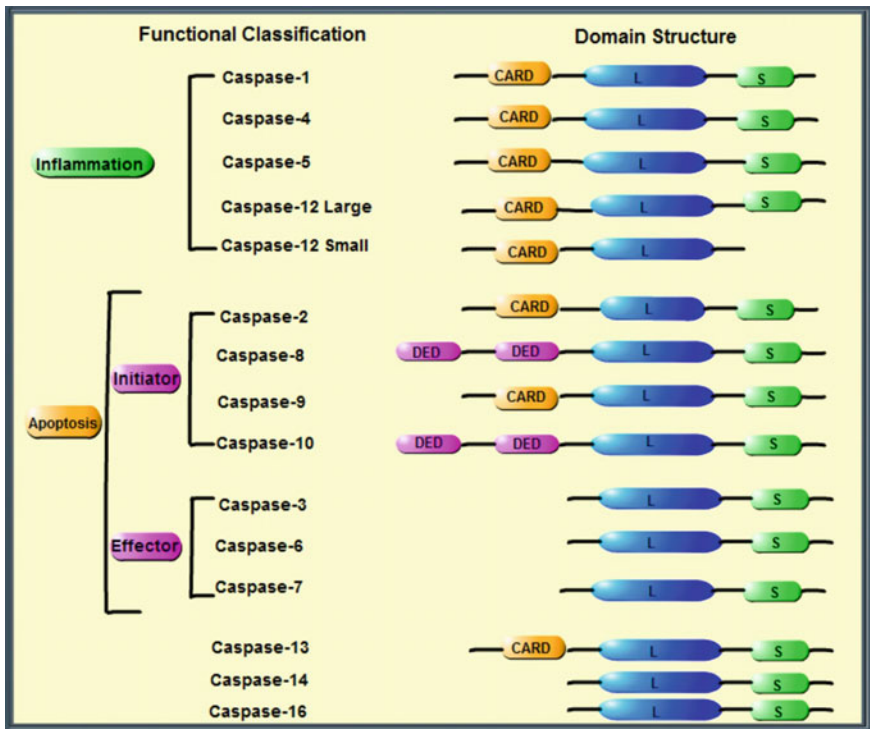 Functional Classification Domain Structure
Caspase-1 CARD L S
Caspase-4 CARD L S
Caspase-5 CARD L S
Inflammation
Caspase-12 Large CARD L S
Caspase-12 Small CARD L
Caspase-2 CARD L S
Caspase-8 DED DED L S
Initiator
Caspase-9 CARD L S
Apoptosis
Caspase-10 DED DED L S
Caspase-3 L S
Effector
Caspase-6 L S
Caspase-7 L S
Caspase-13 CARD L S
Caspase-14 L S
Caspase-16 L S